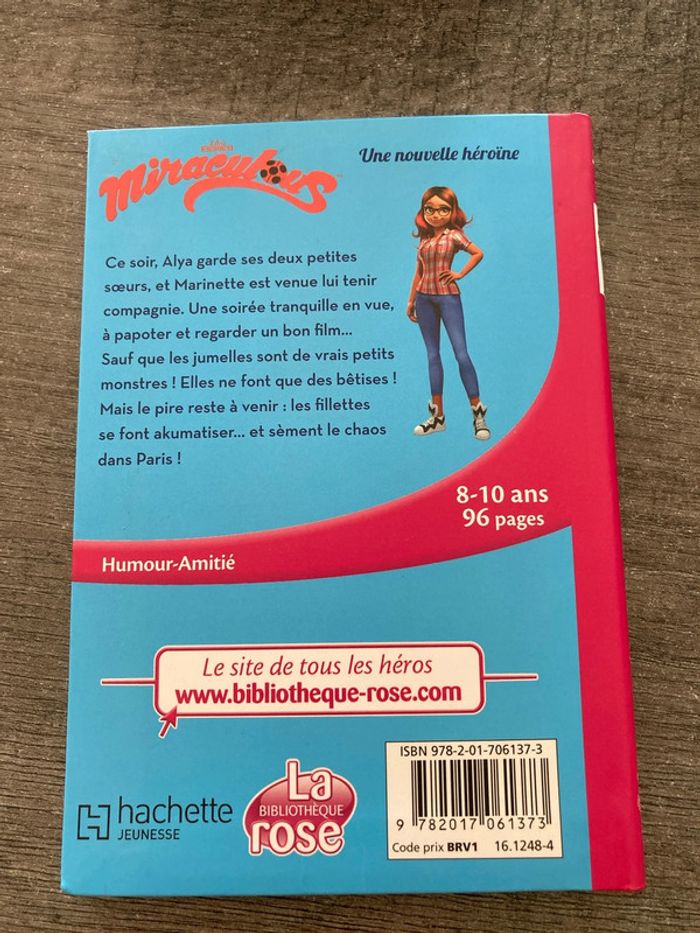 Miraculous
Une nouvelle héroïne
Ce soir, Alya garde ses deux petites
sœurs, et Marinette est venue lui tenir
compagnie. Une soirée tranquille en vue,
à papoter et regarder un bon film...
Sauf que les jumelles sont de vrais petits
monstres ! Elles ne font que des bêtises !
Mais le pire reste à venir : les fillettes
se font akumatiser... et sèment le chaos
dans Paris !
8-10 ans
96 pages
Humour-Amitié
Le site de tous les héros
www.bibliotheque-rose.com
ISBN 978-2-01-706137-3
9 782017 061373
Code prix BRV1 16.1248-4
hachette
JEUNESSE
La
BIBLIOTHÈQUE
rose